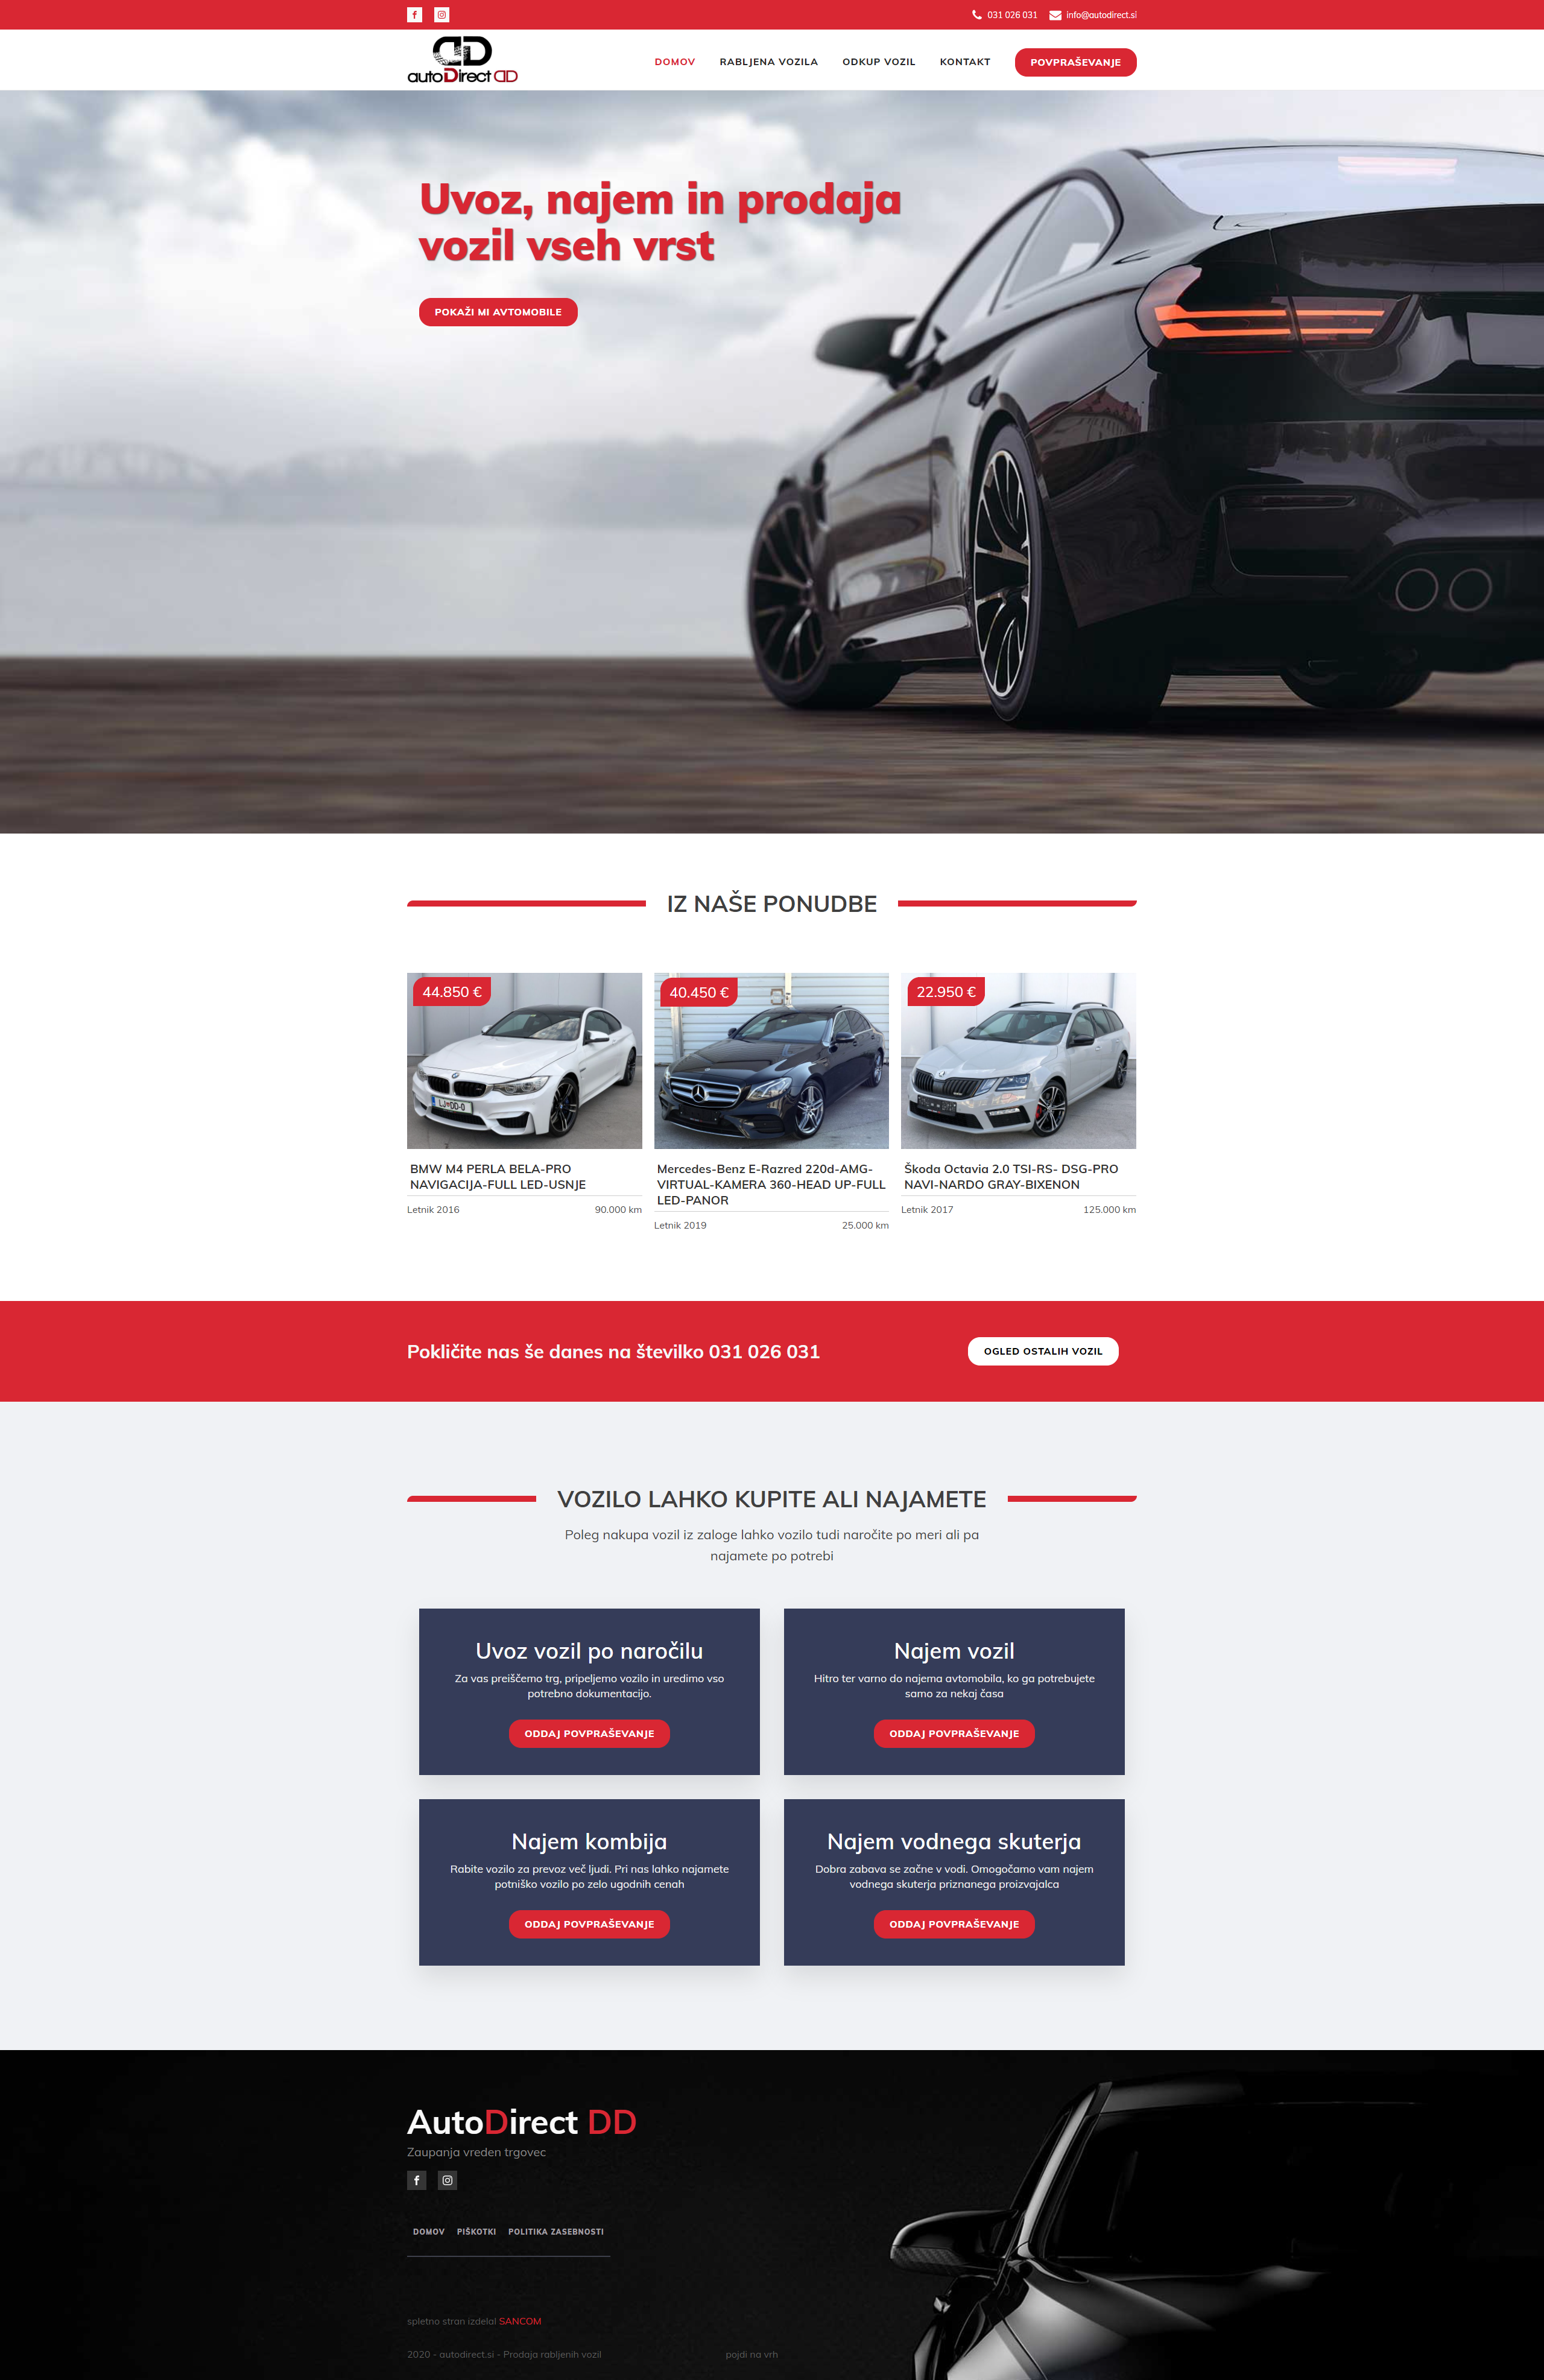 031 026 031
info@autodirect.si
autoDirect DD
DOMOV
RABLJENA VOZILA
ODKUP VOZIL
KONTAKT
POVPRAŠEVANJE
Uvoz, najem in prodaja
vozil vseh vrst
POKAŽI MI AVTOMOBILE
IZ NAŠE PONUDBE
44.850 €
BMW M4 PERLA BELA-PRO
NAVIGACIJA-FULL LED-USNJE
Letnik 2016
90.000 km
40.450 €
Mercedes-Benz E-Razred 220d-AMG-
VIRTUAL-KAMERA 360-HEAD UP-FULL
LED-PANOR
Letnik 2019
25.000 km
22.950 €
Škoda Octavia 2.0 TSI-RS- DSG-PRO
NAVI-NARDO GRAY-BIXENON
Letnik 2017
125.000 km
Pokličite nas še danes na številko 031 026 031
OGLED OSTALIH VOZIL
VOZILO LAHKO KUPITE ALI NAJAMETE
Poleg nakupa vozil iz zaloge lahko vozilo tudi naročite po meri ali pa
najamete po potrebi
Uvoz vozil po naročilu
Za vas preiščemo trg, pripeljemo vozilo in uredimo vso
potrebno dokumentacijo.
ODDAJ POVPRAŠEVANJE
Najem vozil
Hitro ter varno do najema avtomobila, ko ga potrebujete
samo za nekaj časa
ODDAJ POVPRAŠEVANJE
Najem kombija
Rabite vozilo za prevoz več ljudi. Pri nas lahko najamete
potniško vozilo po zelo ugodnih cenah
ODDAJ POVPRAŠEVANJE
Najem vodnega skuterja
Dobra zabava se začne v vodi. Omogočamo vam najem
vodnega skuterja priznanega proizvajalca
ODDAJ POVPRAŠEVANJE
AutoDirect DD
Zaupanja vreden trgovec
DOMOV
PIŠKOTKI
POLITIKA ZASEBNOSTI
spletno stran izdelal SANCOM
2020 - autodirect.si - Prodaja rabljenih vozil
pojdi na vrh